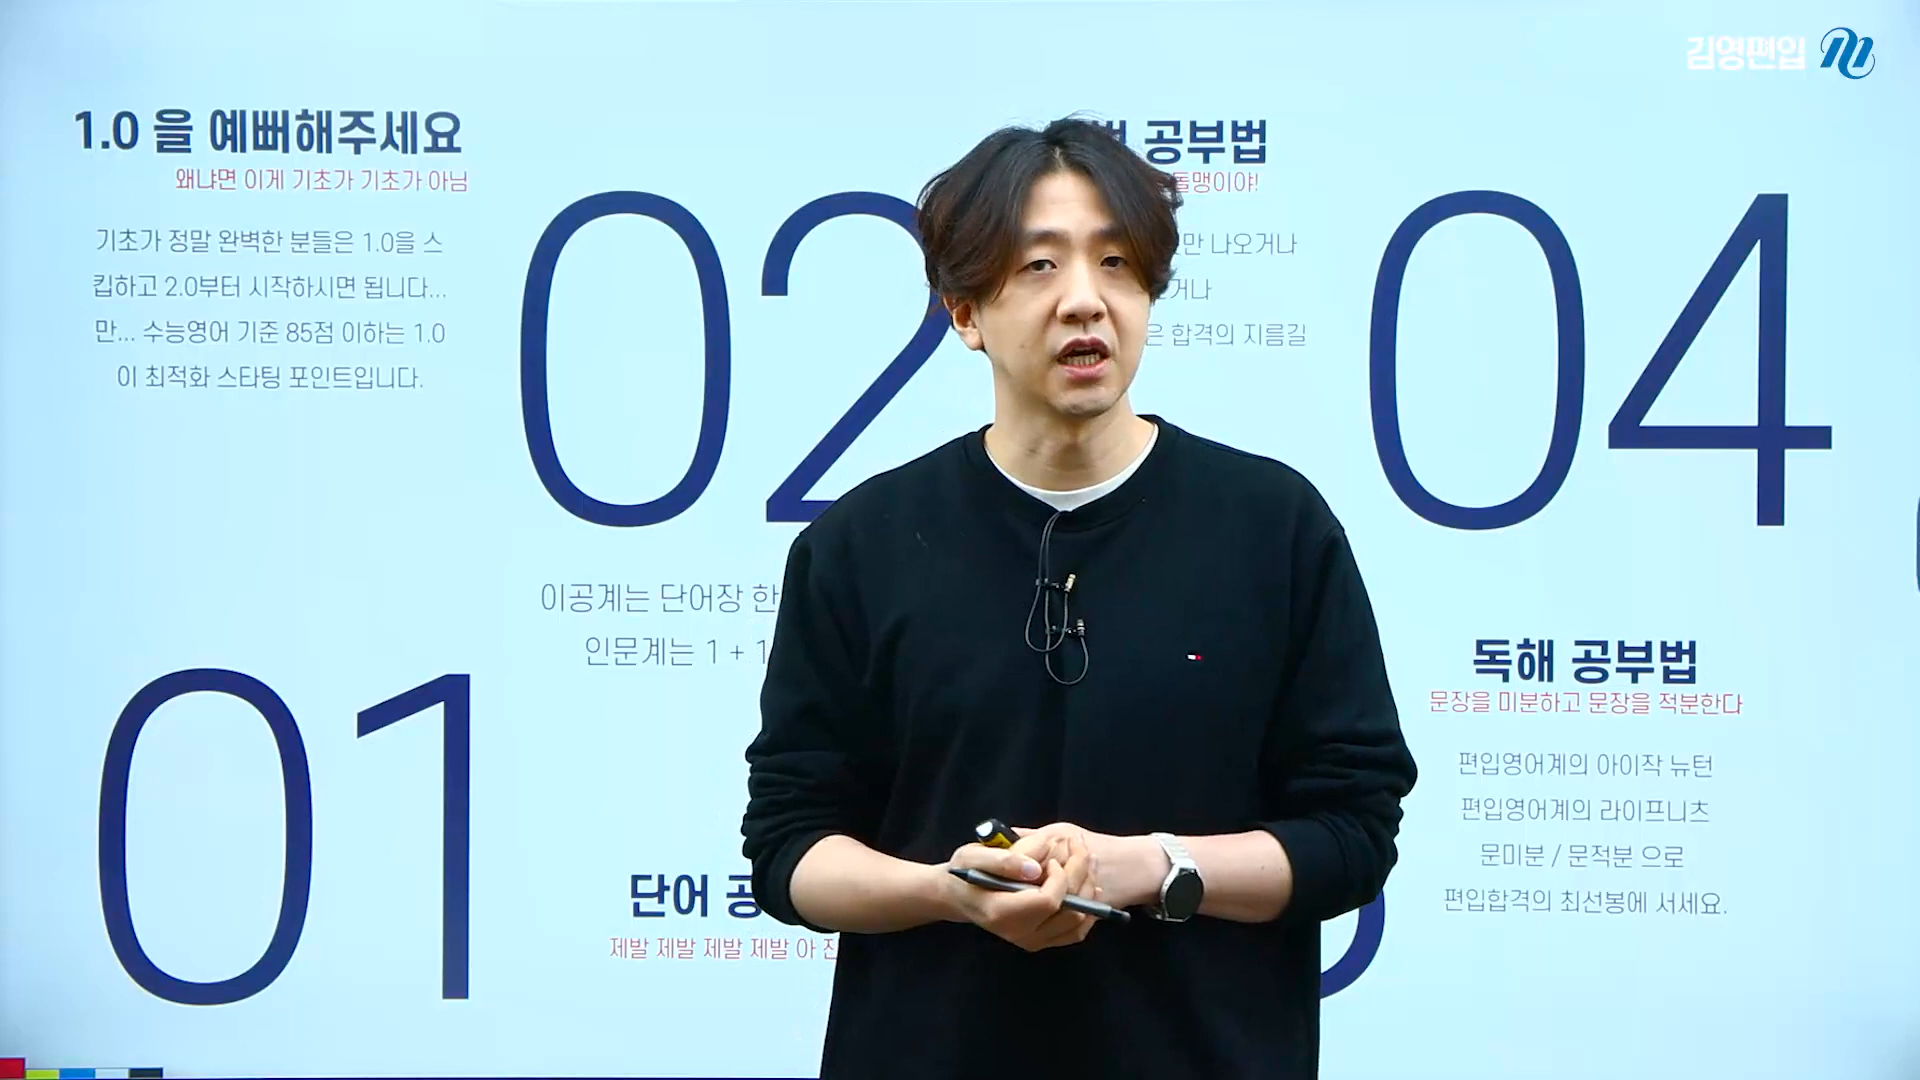 김영편입
1.0 을 예뻐해주세요
왜냐면 이게 기초가 기초가 아님
기초가 정말 완벽한 분들은 1.0을 스
킵하고 2.0부터 시작하시면 됩니다...
만... 수능영어 기준 85점 이하는 1.0
이 최적화 스타팅 포인트입니다.
01
02
이공계는 단어장 한
인문계는 1 + 1
단어 공
제발 제발 제발 제발 아 진
공부법
돌맹이야!
만 나오거나
거나
은 합격의 지름길
04
독해 공부법
문장을 미분하고 문장을 적분한다
편입영어계의 아이작 뉴턴
편입영어계의 라이프니츠
문미분 / 문적분 으로
편입합격의 최선봉에 서세요.